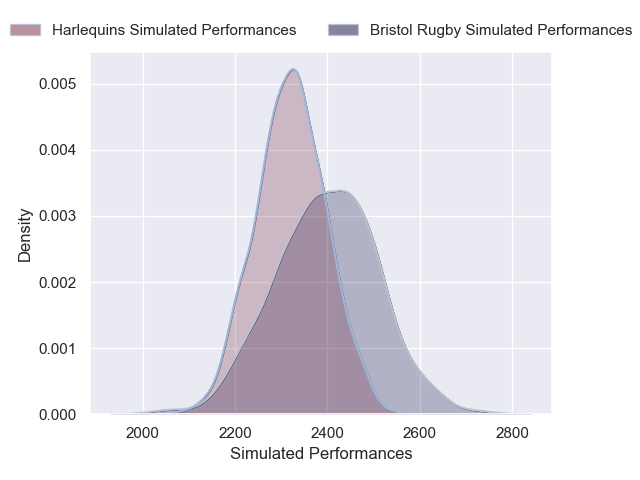 Harlequins Simulated Performances
Bristol Rugby Simulated Performances
0.005
0.004
0.003
0.002
0.001
0.000
Density
2000
2200
2400
2600
2800
Simulated Performances